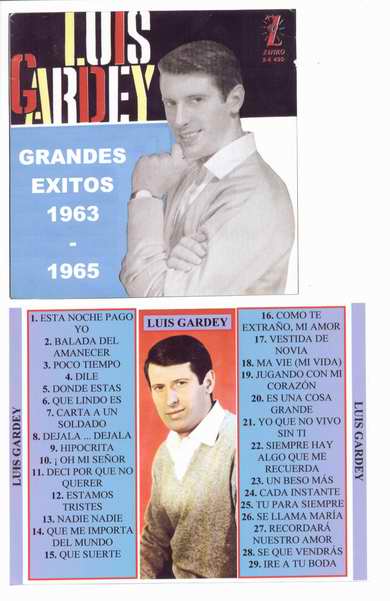 LUIS
GARDEY
ZAFIRO
GRANDES
EXITOS
1963
-
1965
LUIS GARDEY
1. ESTA NOCHE PAGO
YO
2. BALADA DEL
AMANECER
3. POCO TIEMPO
4. DILE
5. DONDE ESTAS
6. QUE LINDO ES
7. CARTA A UN
SOLDADO
8. DEJALA ... DEJALA
9. HIPOCRITA
10. ¡ OH MI SEÑOR
11. DECI POR QUE NO
QUERER
12. ESTAMOS
TRISTES
13. NADIE NADIE
14. QUE ME IMPORTA
DEL MUNDO
15. QUE SUERTE
LUIS GARDEY
16. COMO TE
EXTRAÑO, MI AMOR
17. VESTIDA DE
NOVIA
18. MA VIE (MI VIDA)
19. JUGANDO CON MI
CORAZÓN
20. ES UNA COSA
GRANDE
21. YO QUE NO VIVO
SIN TI
22. SIEMPRE HAY
ALGO QUE ME
RECUERDA
23. UN BESO MÁS
24. CADA INSTANTE
25. TU PARA SIEMPRE
26. SE LLAMA MARÍA
27. RECORDARÁ
NUESTRO AMOR
28. SE QUE VENDRÁS
29. IRE A TU BODA
LUIS GARDEY